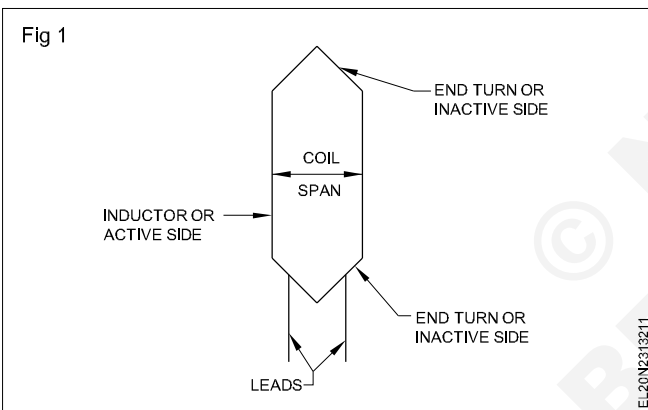 Fig 1
END TURN OR
INACTIVE SIDE
COIL
SPAN
INDUCTOR OR
ACTIVE SIDE
END TURN OR
INACTIVE SIDE
LEADS
EL20N2313211
©